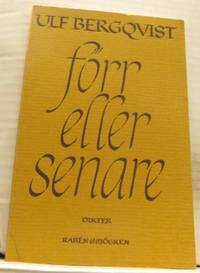 ULF BERGQVIST
förr
eller
senare
DIKTER
RABÉN & SJÖGREN